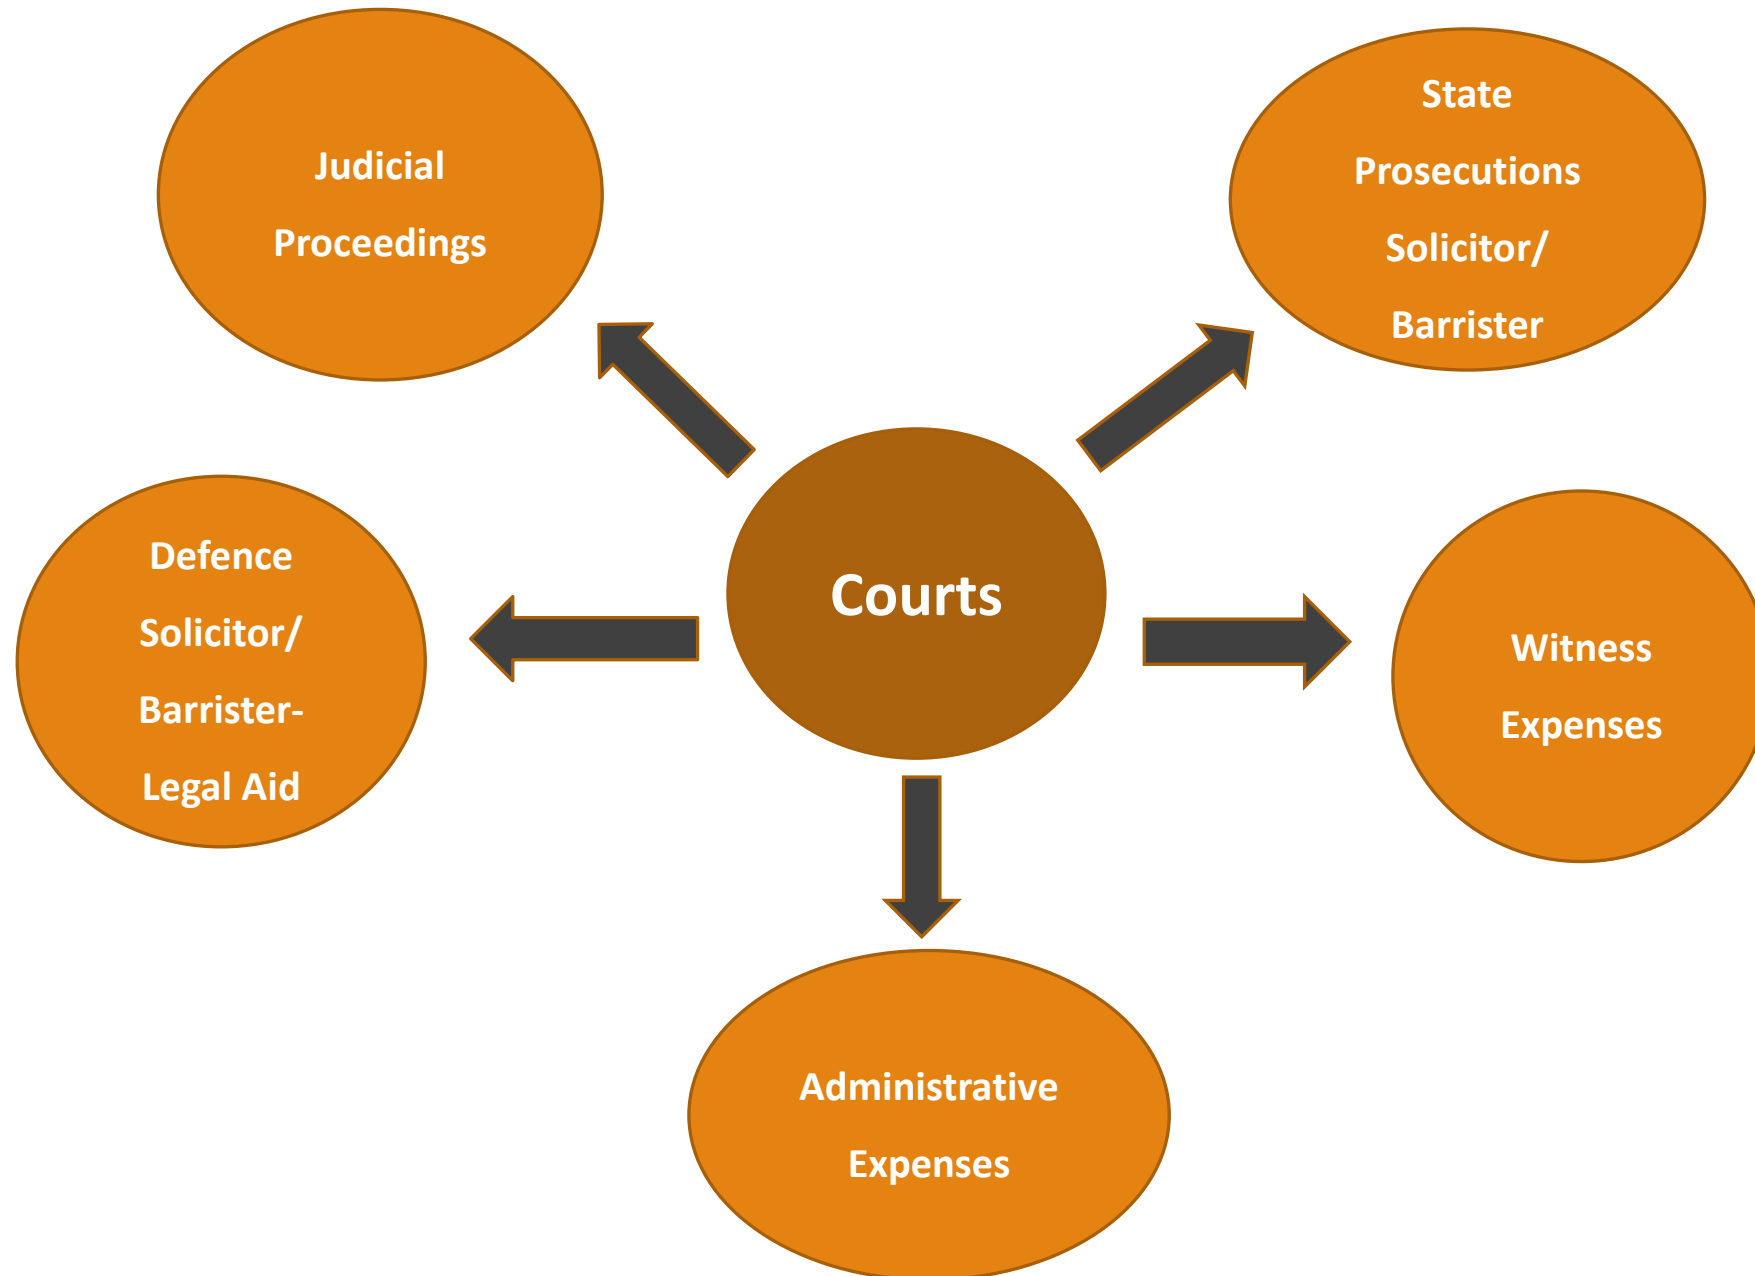 Judicial
Proceedings
State
Prosecutions
Solicitor/
Barrister
Defence
Solicitor/
Barrister-
Legal Aid
Courts
Witness
Expenses
Administrative
Expenses